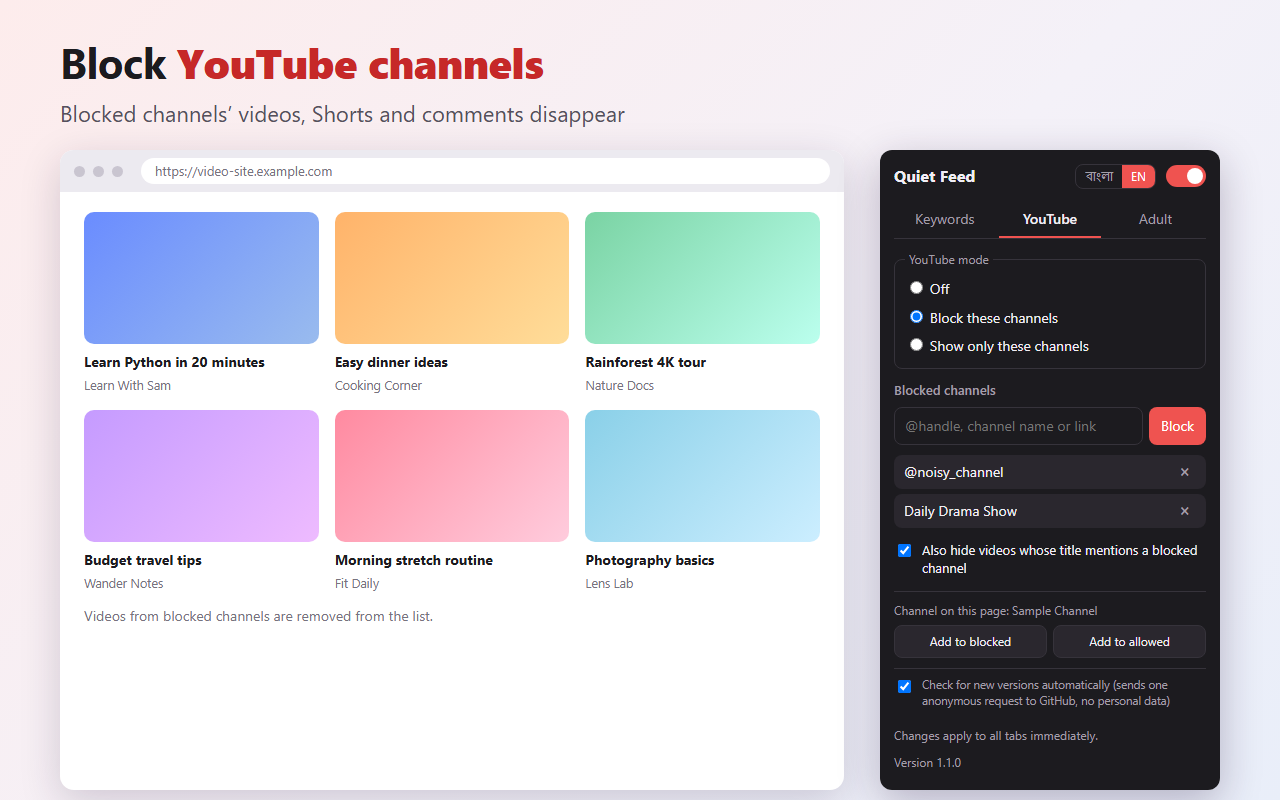 Block YouTube channels
Blocked channels’ videos, Shorts and comments disappear
https://video-site.example.com
Learn Python in 20 minutes
Learn With Sam
Easy dinner ideas
Cooking Corner
Rainforest 4K tour
Nature Docs
Budget travel tips
Wander Notes
Morning stretch routine
Fit Daily
Photography basics
Lens Lab
Videos from blocked channels are removed from the list.
Quiet Feed
বাংলা EN
Keywords YouTube Adult
YouTube mode
Off
Block these channels
Show only these channels
Blocked channels
@handle, channel name or link Block
@noisy_channel ×
Daily Drama Show ×
Also hide videos whose title mentions a blocked
channel
Channel on this page: Sample Channel
Add to blocked Add to allowed
Check for new versions automatically (sends one
anonymous request to GitHub, no personal data)
Changes apply to all tabs immediately.
Version 1.1.0